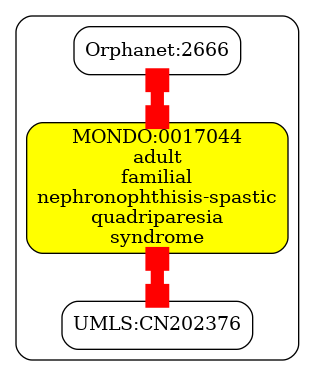 Orphanet:2666
MONDO:0017044
adult
familial
nephronophthisis-spastic
quadriparesia
syndrome
UMLS:CN202376